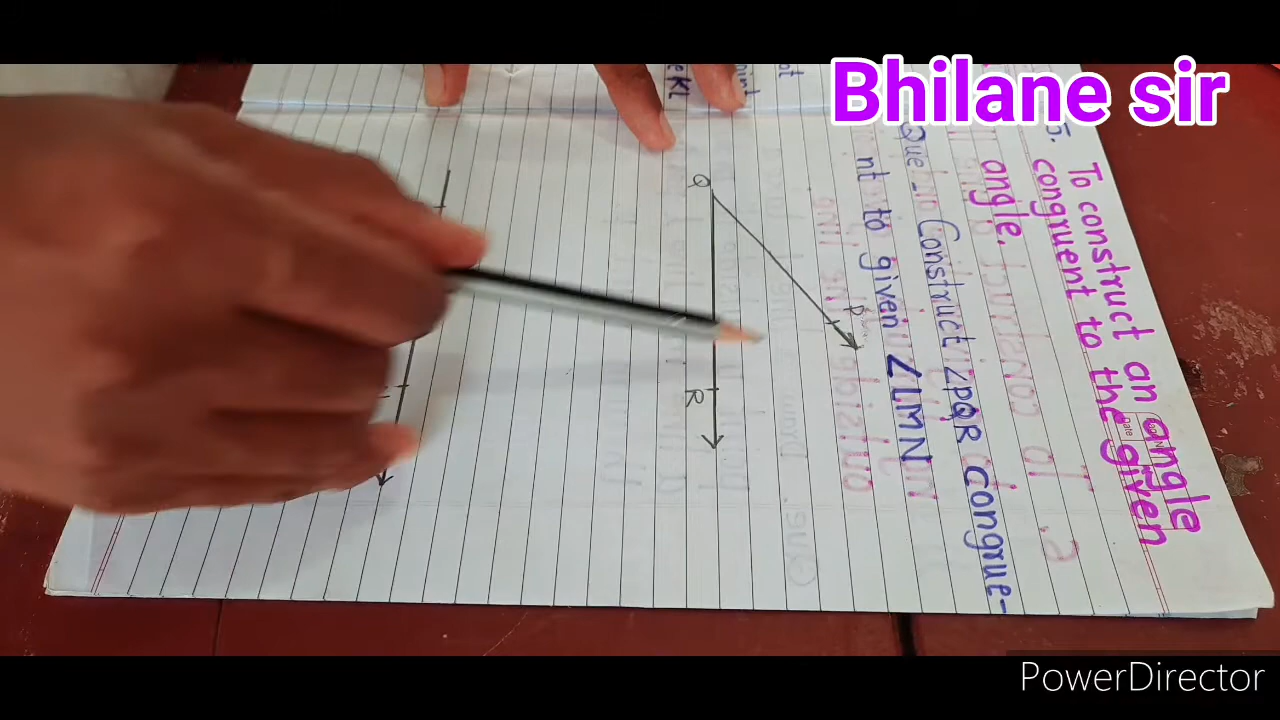 Bhilane sir
5. To construct an angle
congruent to the given
angle.
Que - Construct ∠PQR congrue-
nt to given ∠LMN
P
Q
R
KL
PowerDirector